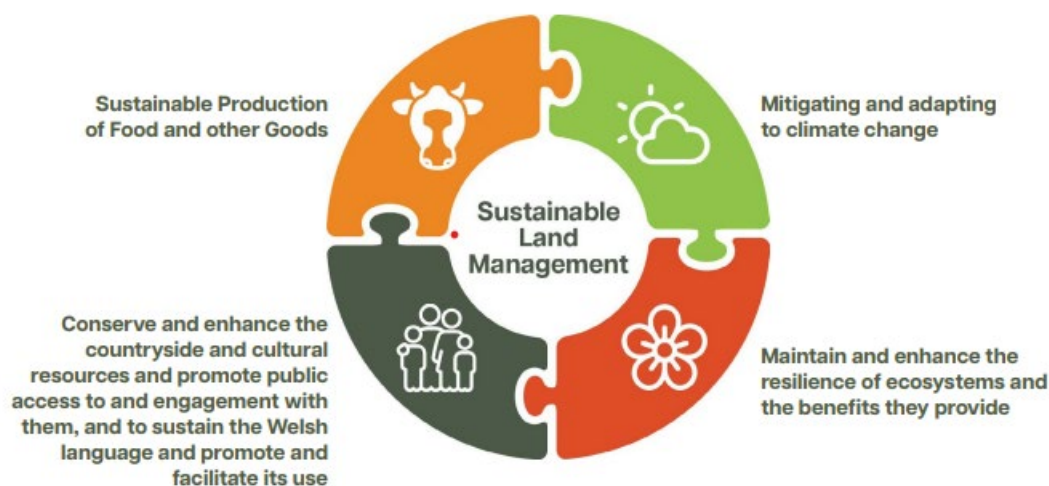 Sustainable Production
of Food and other Goods
Mitigating and adapting
to climate change
Sustainable
Land
Management
Conserve and enhance the
countryside and cultural
resources and promote public
access to and engagement with
them, and to sustain the Welsh
language and promote and
facilitate its use
Maintain and enhance the
resilience of ecosystems and
the benefits they provide